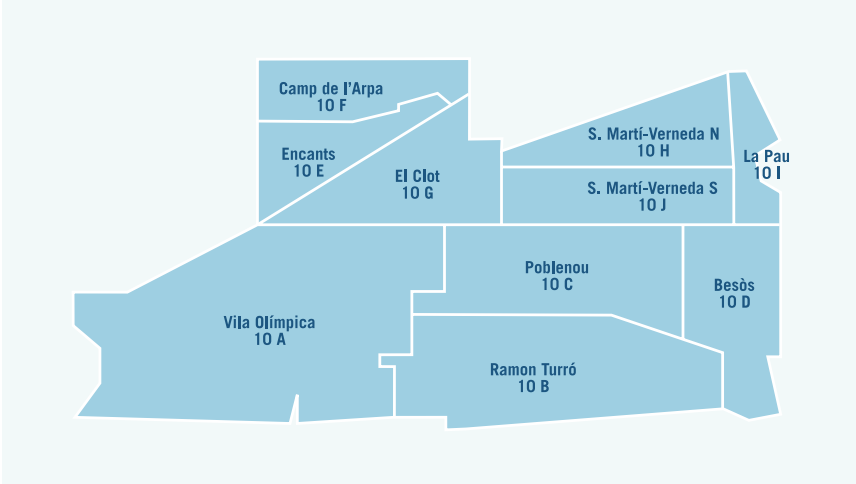 Camp de l'Arpa
10 F
S. Martí-Verneda N
10 H
Encants
10 E
La Pau
10 I
El Clot
10 G
S. Martí-Verneda S
10 J
Poblenou
10 C
Besòs
10 D
Vila Olímpica
10 A
Ramon Turró
10 B